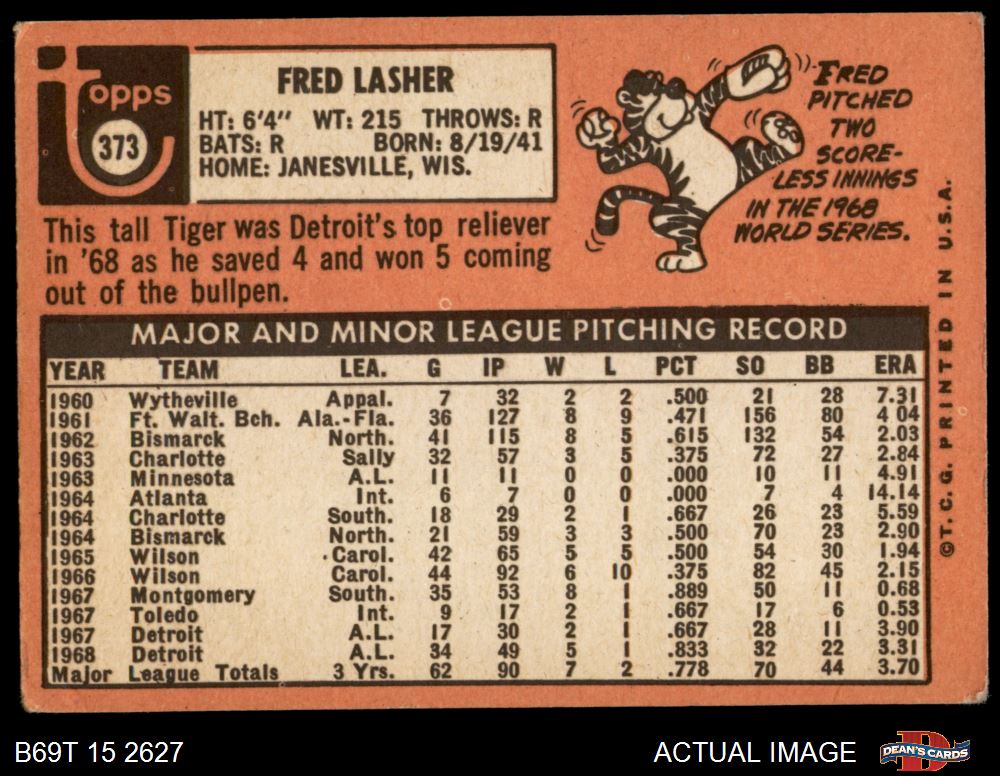 Topps
373
FRED LASHER
HT: 6'4" WT: 215 THROWS: R
BATS: R BORN: 8/19/41
HOME: JANESVILLE, WIS.
FRED
PITCHED
TWO
SCORE-
LESS INNINGS
IN THE 1968
WORLD SERIES.
This tall Tiger was Detroit's top reliever
in '68 as he saved 4 and won 5 coming
out of the bullpen.
MAJOR AND MINOR LEAGUE PITCHING RECORD
YEAR TEAM LEA. G IP W L PCT SO BB ERA
1960 Wytheville Appal. 7 32 2 2 .500 21 28 7.31
1961 Ft. Walt. Bch. Ala.-Fla. 36 127 8 9 .471 156 80 4 04
1962 Bismarck North. 41 115 8 5 .615 132 54 2.03
1963 Charlotte Sally 32 57 3 5 .375 72 27 2.84
1963 Minnesota A.L. 11 11 0 0 .000 10 11 4.91
1964 Atlanta Int. 6 7 0 0 .000 7 4 14.14
1964 Charlotte South. 18 29 2 1 .667 26 23 5.59
1964 Bismarck North. 21 59 3 3 .500 70 23 2.90
1965 Wilson Carol. 42 65 5 5 .500 54 30 1.94
1966 Wilson Carol. 44 92 6 10 .375 82 45 2.15
1967 Montgomery South. 35 53 8 1 .889 50 11 0.68
1967 Toledo Int. 9 17 2 1 .667 17 6 0.53
1967 Detroit A.L. 17 30 2 1 .667 28 11 3.90
1968 Detroit A.L. 34 49 5 1 .833 32 22 3.31
Major League Totals 3 Yrs. 62 90 7 2 .778 70 44 3.70
©T.C.G. PRINTED IN U.S.A.
B69T 15 2627
ACTUAL IMAGE
DEAN'S CARDS